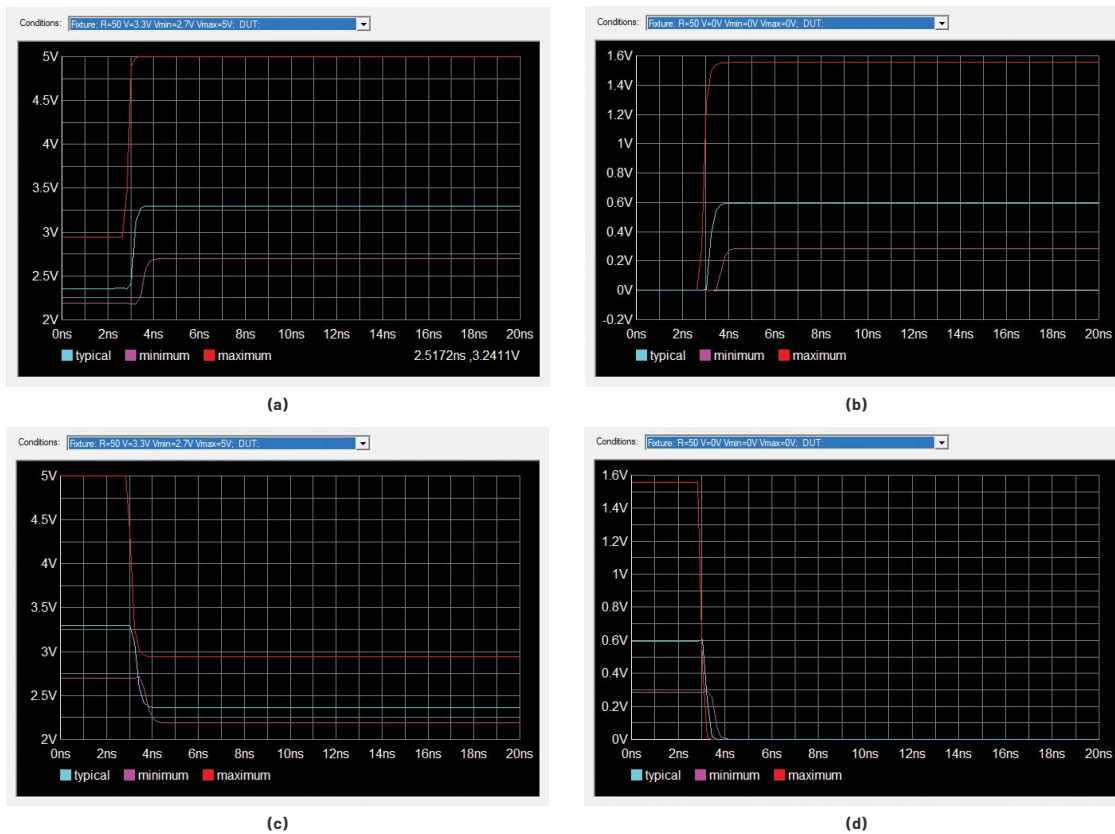 Conditions: Fixture: R=50 V=3.3V Vmin=2.7V Vmax=5V; DUT:
5V
4.5V
4V
3.5V
3V
2.5V
2V
0ns 2ns 4ns 6ns 8ns 10ns 12ns 14ns 16ns 18ns 20ns
typical minimum maximum 2.5172ns ,3.2411V
(a)
Conditions: Fixture: R=50 V=0V Vmin=0V Vmax=0V; DUT:
1.6V
1.4V
1.2V
1V
0.8V
0.6V
0.4V
0.2V
0V
-0.2V
0ns 2ns 4ns 6ns 8ns 10ns 12ns 14ns 16ns 18ns 20ns
typical minimum maximum
(b)
Conditions: Fixture: R=50 V=3.3V Vmin=2.7V Vmax=5V; DUT:
5V
4.5V
4V
3.5V
3V
2.5V
2V
0ns 2ns 4ns 6ns 8ns 10ns 12ns 14ns 16ns 18ns 20ns
typical minimum maximum
(c)
Conditions: Fixture: R=50 V=0V Vmin=0V Vmax=0V; DUT:
1.6V
1.4V
1.2V
1V
0.8V
0.6V
0.4V
0.2V
0V
0ns 2ns 4ns 6ns 8ns 10ns 12ns 14ns 16ns 18ns 20ns
typical minimum maximum
(d)